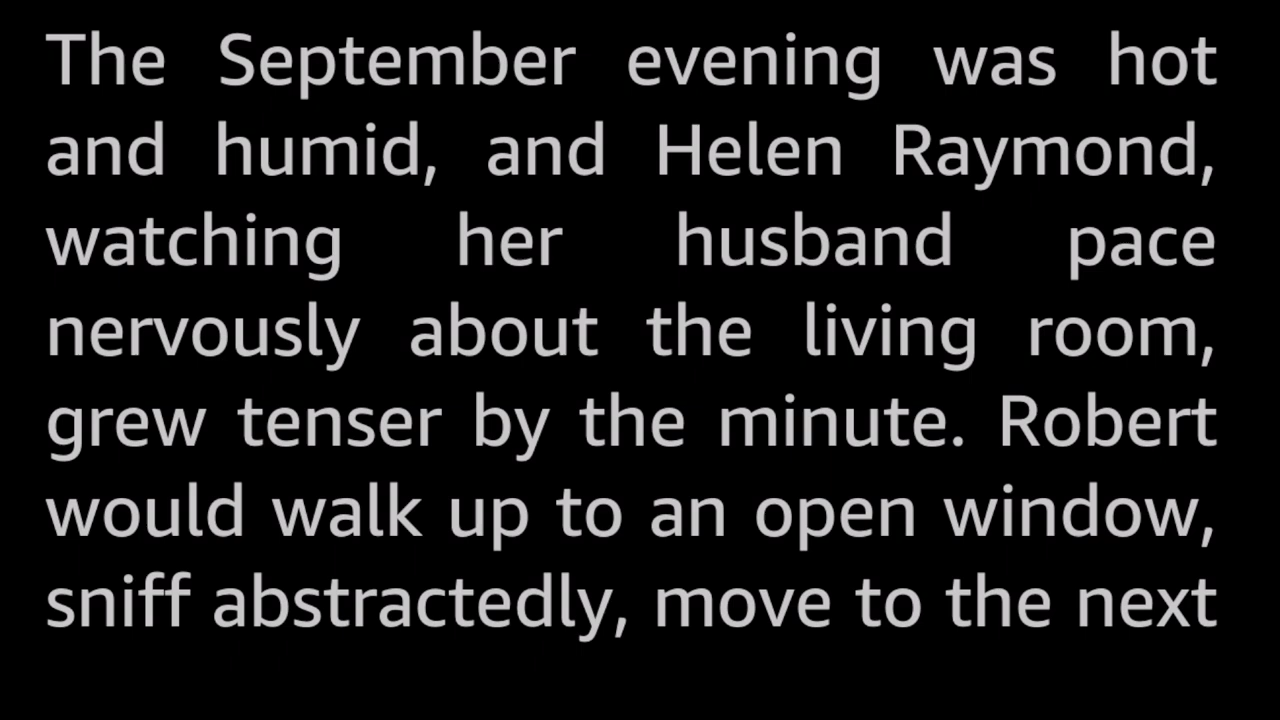 The September evening was hot
and humid, and Helen Raymond,
watching her husband pace
nervously about the living room,
grew tenser by the minute. Robert
would walk up to an open window,
sniff abstractedly, move to the next